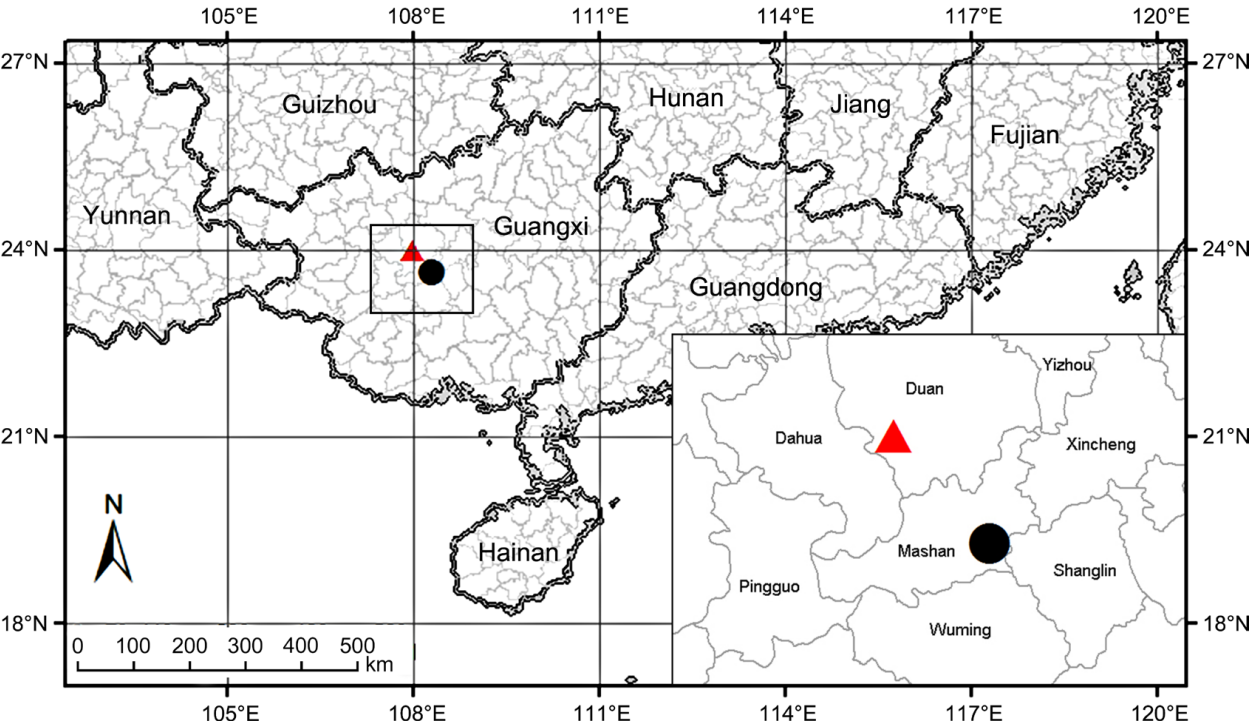 105°E 108°E 111°E 114°E 117°E 120°E
27°N 27°N
Guizhou Hunan Jiang
Fujian
Yunnan Guangxi
24°N 24°N
Guangdong
Yizhou
Duan
21°N Dahua Xincheng 21°N
N
Hainan Mashan
Shanglin
Pingguo
18°N Wuming 18°N
0 100 200 300 400 500
km
105°E 108°E 111°E 114°E 117°E 120°E